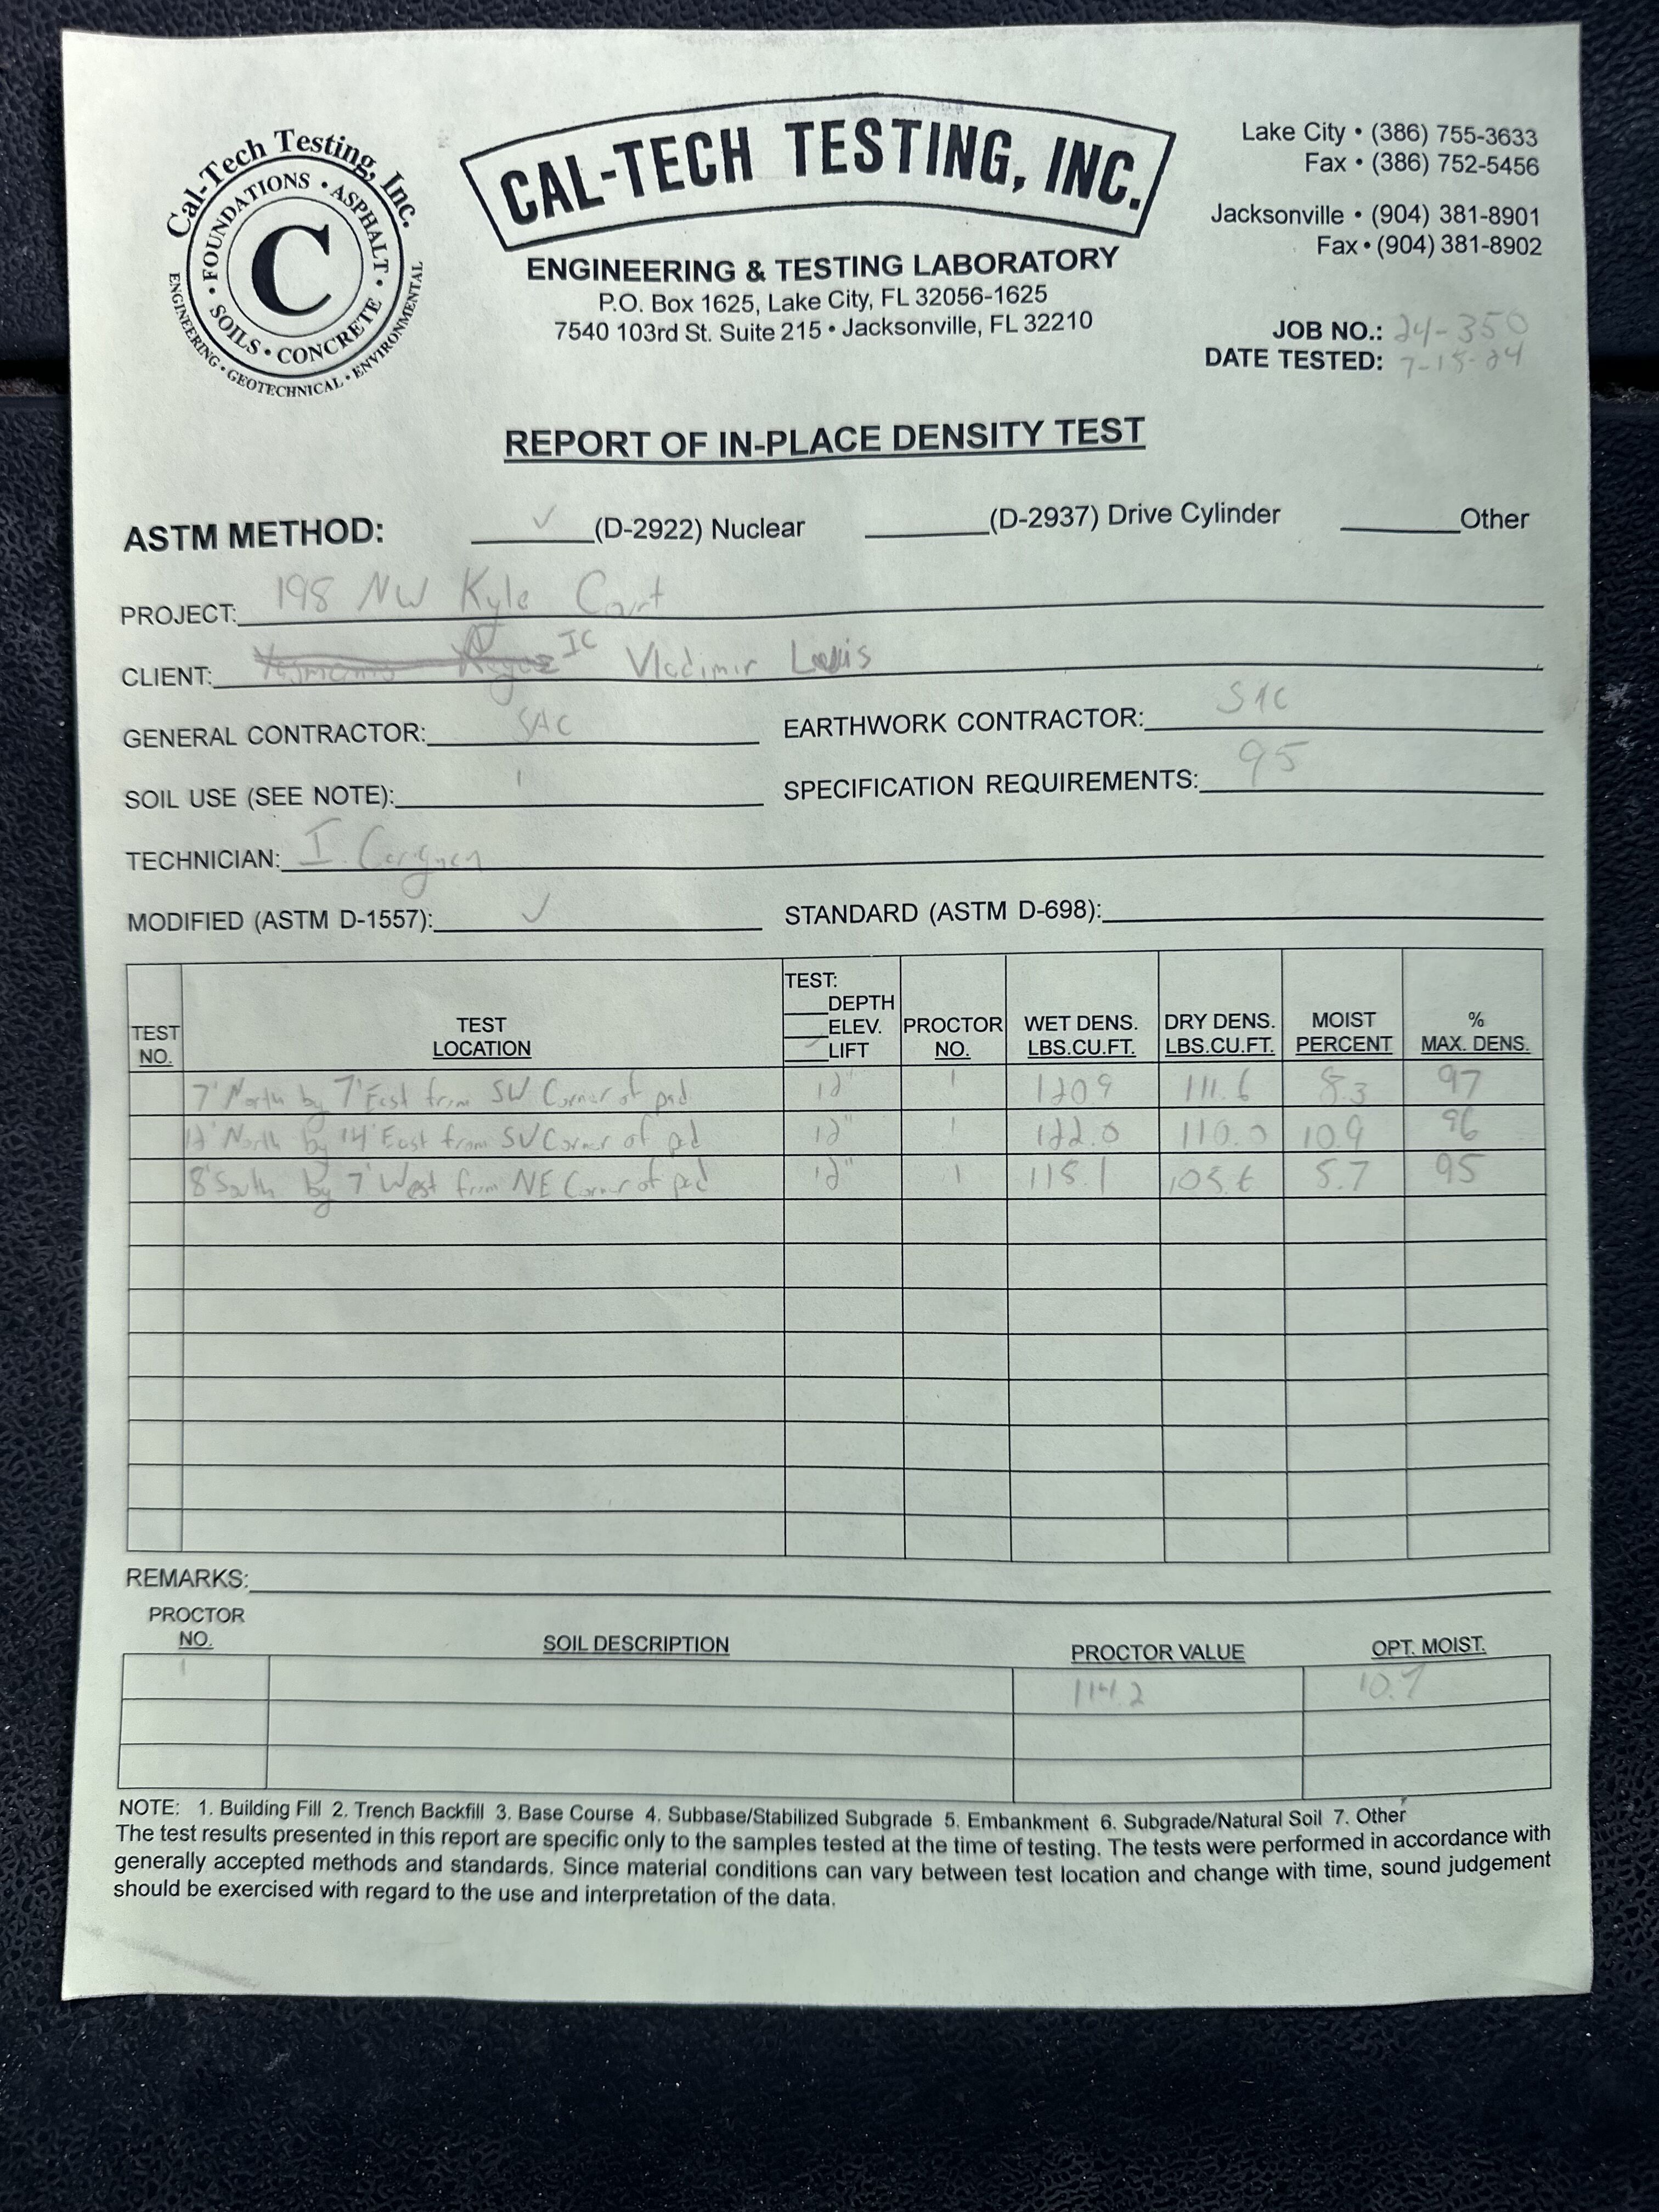 Cal-Tech Testing, Inc.
• FOUNDATIONS • ASPHALT • CONCRETE • SOILS
C
ENGINEERING • GEOTECHNICAL • ENVIRONMENTAL
CAL-TECH TESTING, INC.
ENGINEERING & TESTING LABORATORY
P.O. Box 1625, Lake City, FL 32056-1625
7540 103rd St. Suite 215 • Jacksonville, FL 32210
Lake City • (386) 755-3633
Fax • (386) 752-5456
Jacksonville • (904) 381-8901
Fax • (904) 381-8902
JOB NO.: 24-350
DATE TESTED:
REPORT OF IN-PLACE DENSITY TEST
ASTM METHOD: ✓ (D-2922) Nuclear (D-2937) Drive Cylinder Other
PROJECT: 198 NW Kyle Court
CLIENT: IC Vladimir Louis
GENERAL CONTRACTOR: SAC EARTHWORK CONTRACTOR: SAC
SOIL USE (SEE NOTE): 1 SPECIFICATION REQUIREMENTS: 95
TECHNICIAN: I.
MODIFIED (ASTM D-1557): ✓ STANDARD (ASTM D-698):
TEST NO. TEST LOCATION TEST: DEPTH ELEV. ✓ LIFT PROCTOR NO. WET DENS. LBS.CU.FT. DRY DENS. LBS.CU.FT. MOIST PERCENT % MAX. DENS.
7' North by 7' East from SW Corner of pad 12" 1 120.9 111.6 8.3 97
12' North by 14' East from SW Corner of pad 12" 1 122.0 110.0 10.9 96
8' South by 7' West from NE Corner of pad 12" 1 5.7 95
REMARKS:
PROCTOR NO. SOIL DESCRIPTION PROCTOR VALUE OPT. MOIST.
1 114.2 10.7
NOTE: 1. Building Fill 2. Trench Backfill 3. Base Course 4. Subbase/Stabilized Subgrade 5. Embankment 6. Subgrade/Natural Soil 7. Other
The test results presented in this report are specific only to the samples tested at the time of testing. The tests were performed in accordance with
generally accepted methods and standards. Since material conditions can vary between test location and change with time, sound judgement
should be exercised with regard to the use and interpretation of the data.